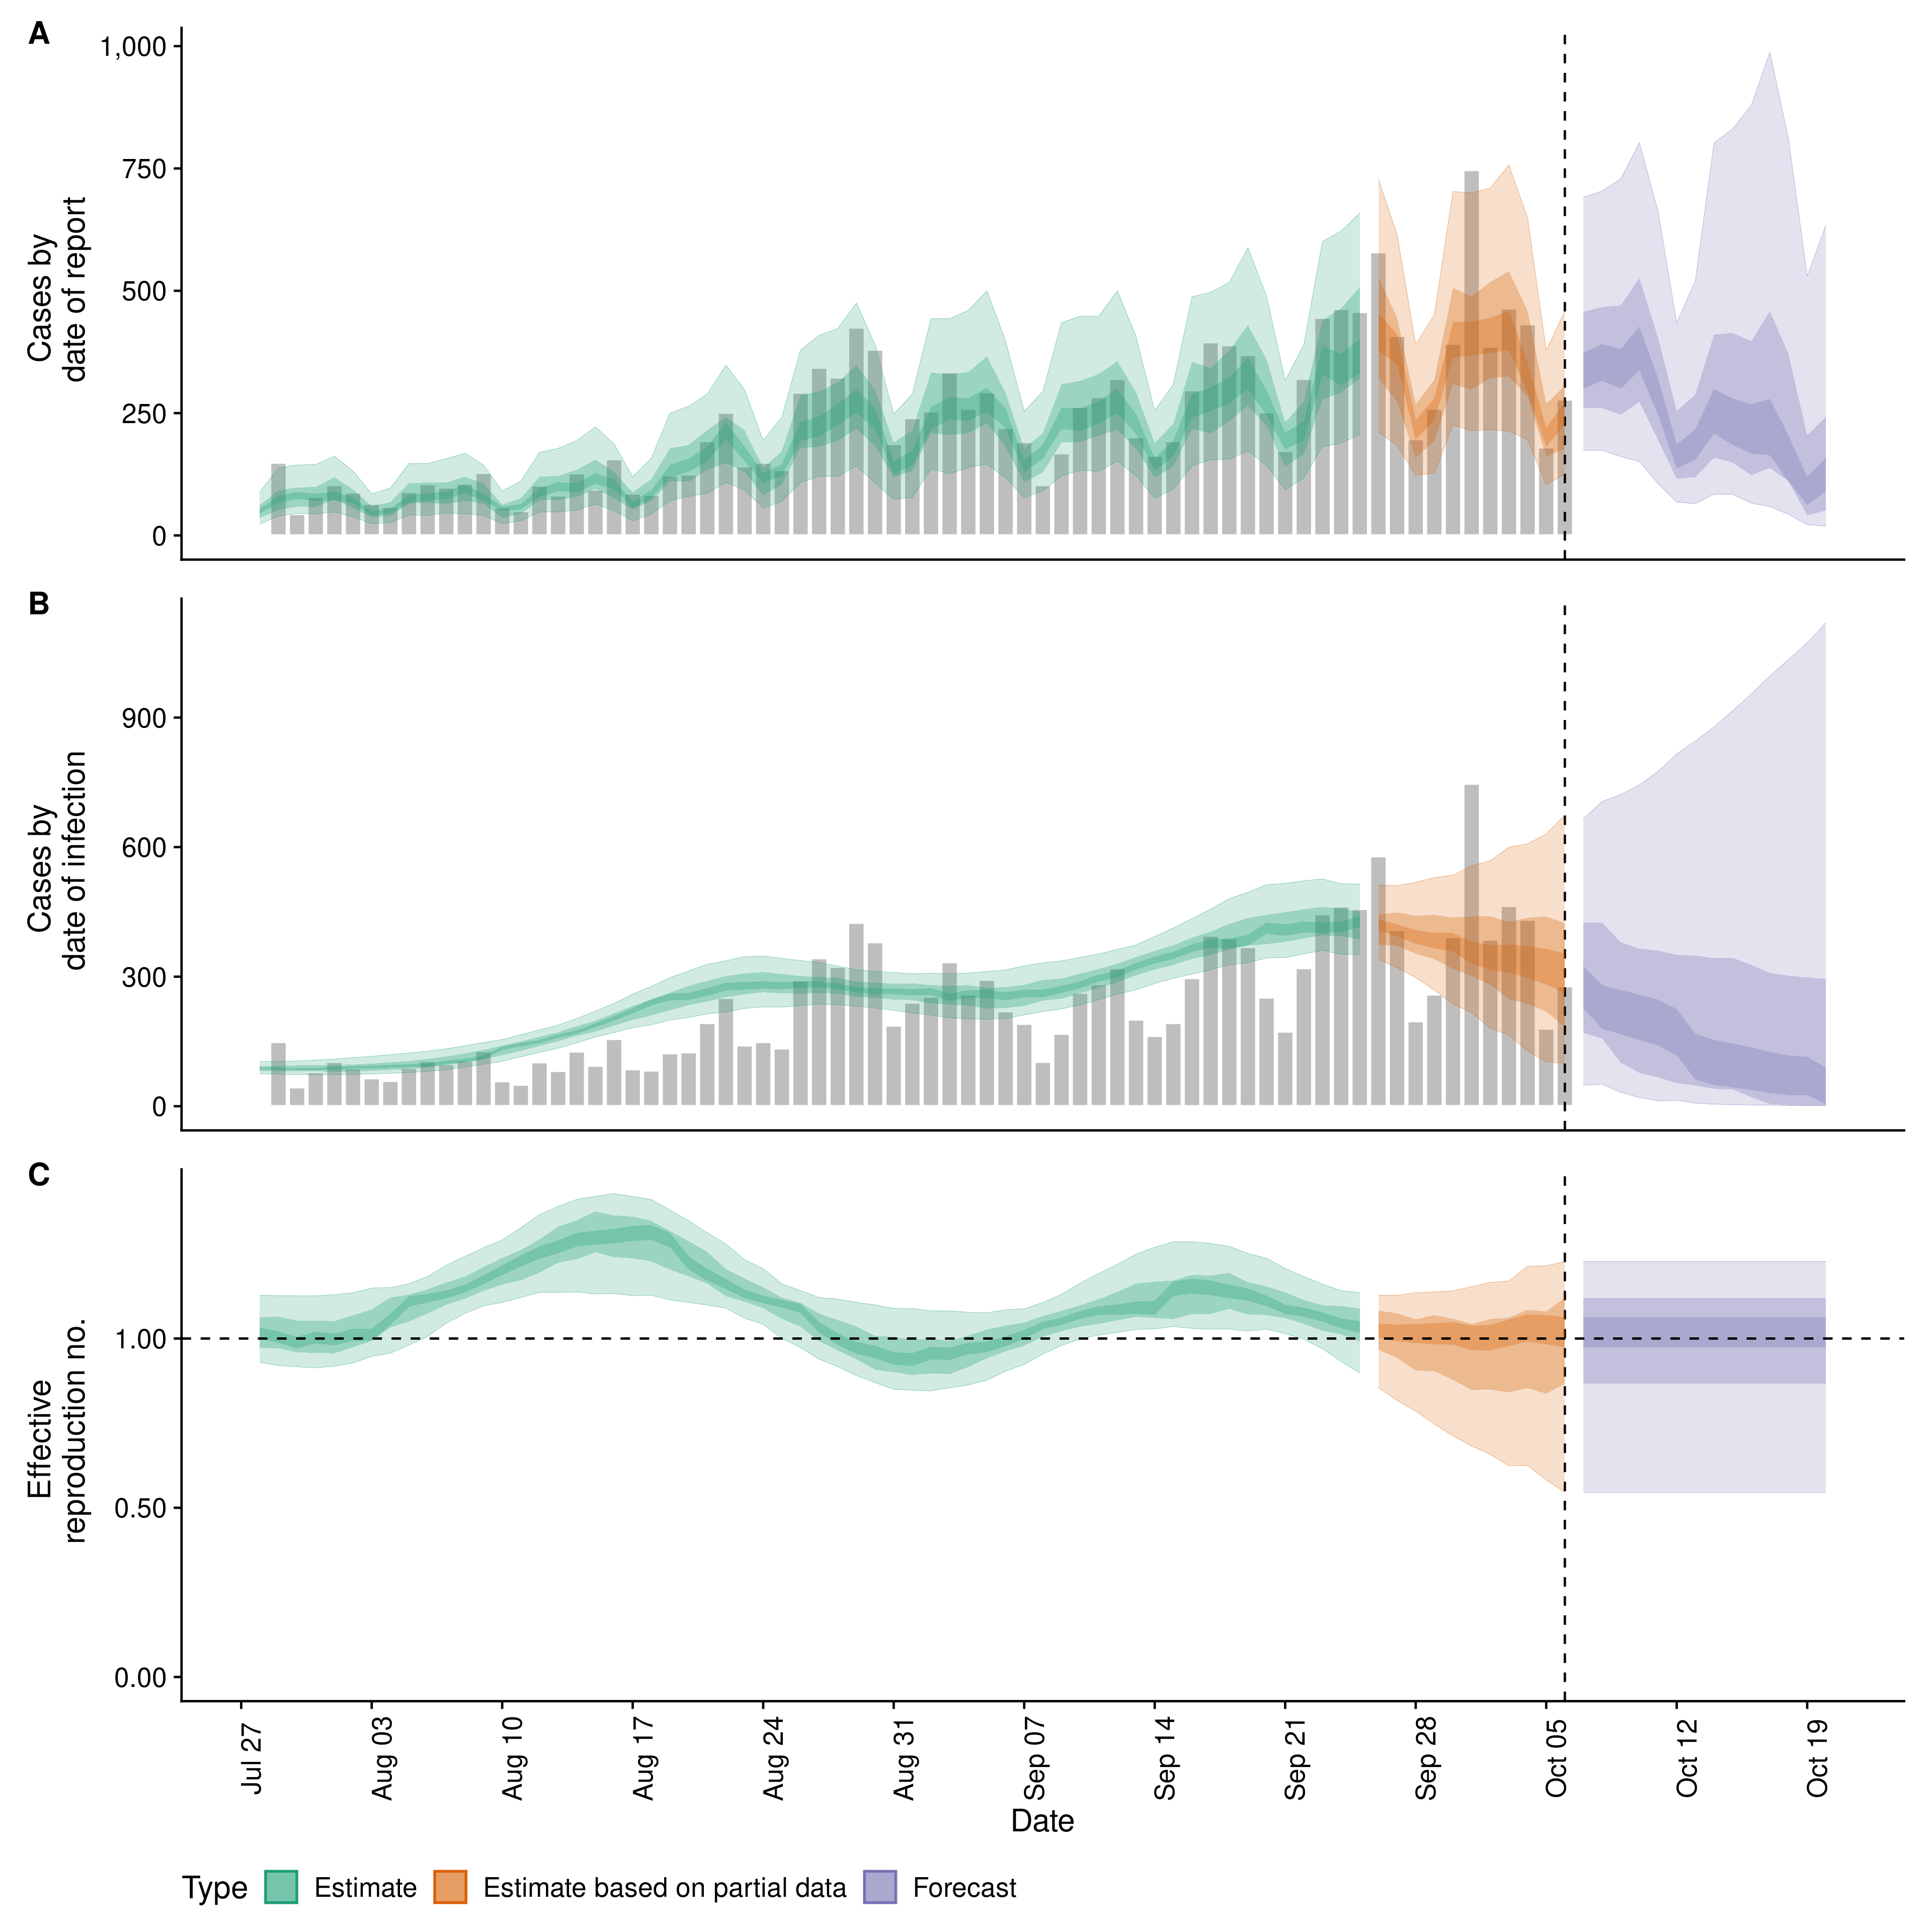 A
1,000
750
500
250
0
Cases by
date of report
B
900
600
300
0
Cases by
date of infection
C
1.00
0.50
0.00
Effective
reproduction no.
Jul 27
Aug 03
Aug 10
Aug 17
Aug 24
Aug 31
Sep 07
Sep 14
Sep 21
Sep 28
Oct 05
Oct 12
Oct 19
Date
Type Estimate Estimate based on partial data Forecast